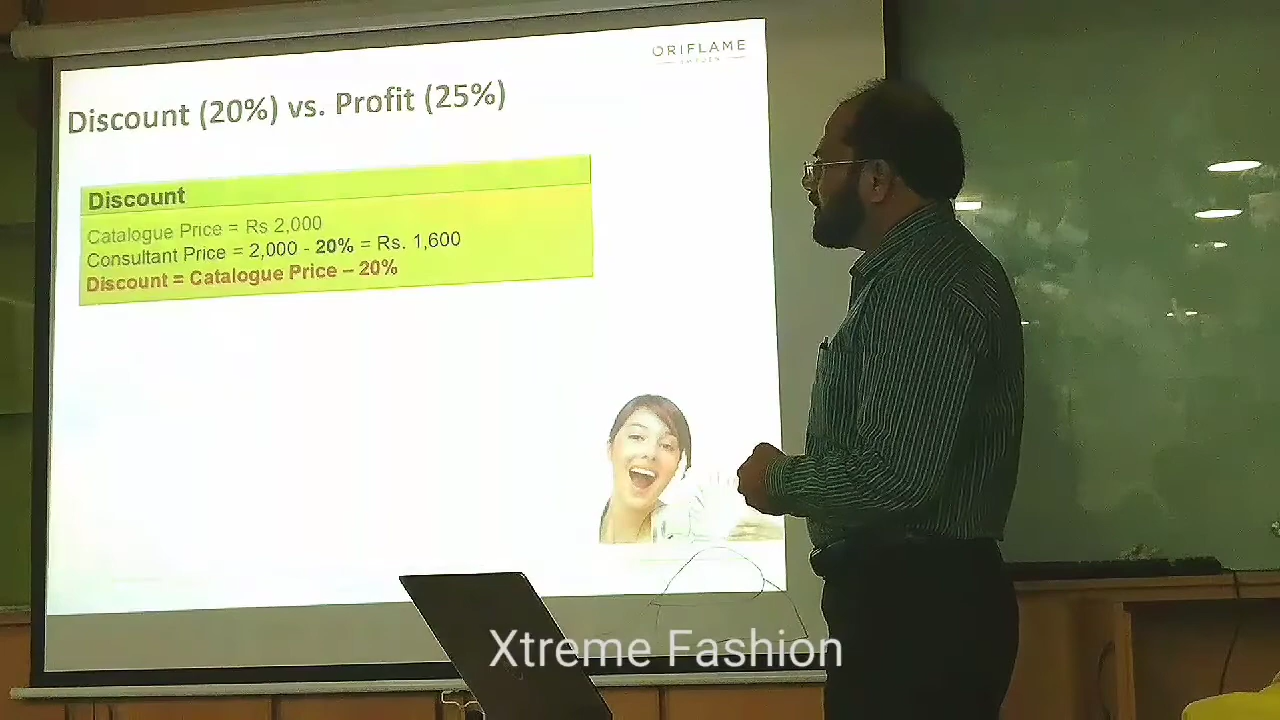 ORIFLAME
SWEDEN
Discount (20%) vs. Profit (25%)
Discount
Catalogue Price = Rs 2,000
Consultant Price = 2,000 - 20% = Rs. 1,600
Discount = Catalogue Price – 20%
Xtreme Fashion